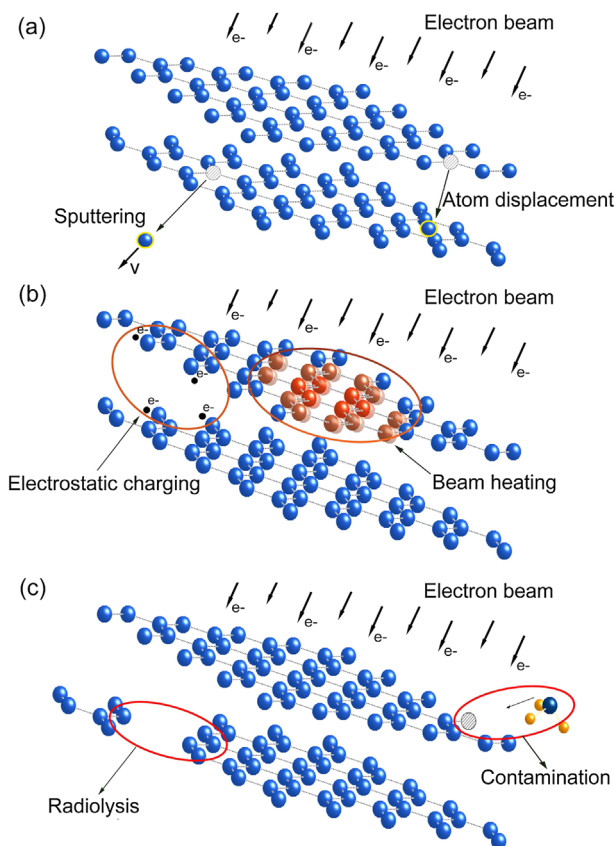 (a)
Electron beam
e-
e-
e-
e-
e-
Atom displacement
Sputtering
v
(b)
Electron beam
e-
e-
e-
e-
e-
e-
e-
e-
Electrostatic charging
Beam heating
(c)
Electron beam
e-
e-
e-
e-
e-
Contamination
Radiolysis